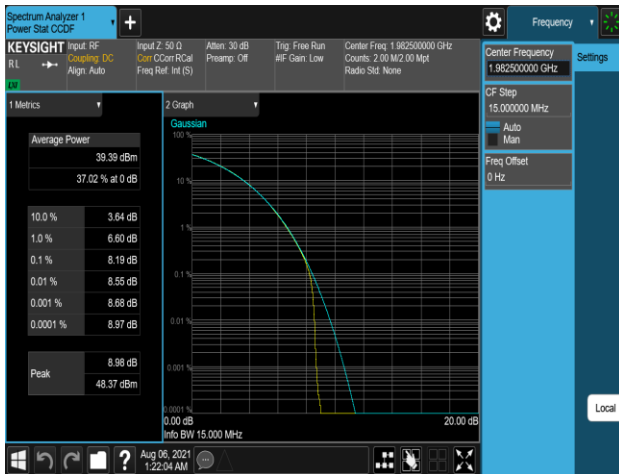 Spectrum Analyzer 1
Power Stat CCDF
+
Frequency
KEYSIGHT
RL
Input: RF
Coupling: DC
Align: Auto
Input Z: 50 Ω
Corr CCorr RCal
Freq Ref: Int (S)
Atten: 30 dB
Preamp: Off
Trig: Free Run
#IF Gain: Low
Center Freq: 1.982500000 GHz
Counts: 2.00 M/2.00 Mpt
Radio Std: None
LXI
Center Frequency
1.982500000 GHz
Settings
CF Step
15.000000 MHz
Auto
Man
Freq Offset
0 Hz
1 Metrics
Average Power
39.39 dBm
37.02 % at 0 dB
10.0 % 3.64 dB
1.0 % 6.60 dB
0.1 % 8.19 dB
0.01 % 8.55 dB
0.001 % 8.68 dB
0.0001 % 8.97 dB
Peak
8.98 dB
48.37 dBm
2 Graph
Gaussian
100 %
10 %
1 %
0.1 %
0.01 %
0.001 %
0.0001 %
0.00 dB 20.00 dB
Info BW 15.000 MHz
Local
?
Aug 06, 2021
1:22:04 AM